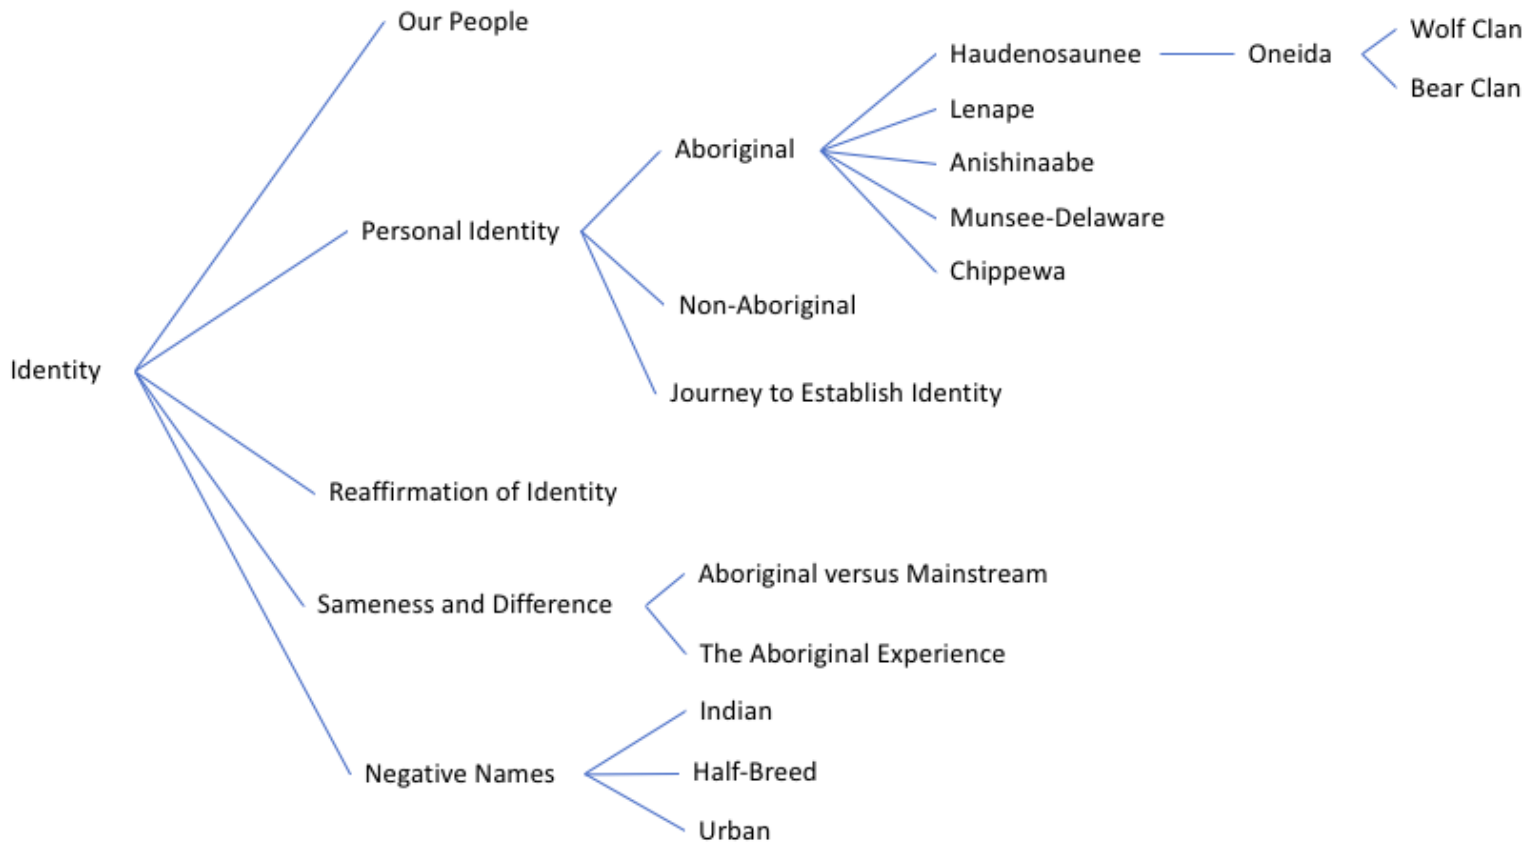 Our People
Wolf Clan
Haudenosaunee
Oneida
Bear Clan
Lenape
Aboriginal
Anishinaabe
Munsee-Delaware
Personal Identity
Chippewa
Non-Aboriginal
Identity
Journey to Establish Identity
Reaffirmation of Identity
Aboriginal versus Mainstream
Sameness and Difference
The Aboriginal Experience
Indian
Negative Names
Half-Breed
Urban